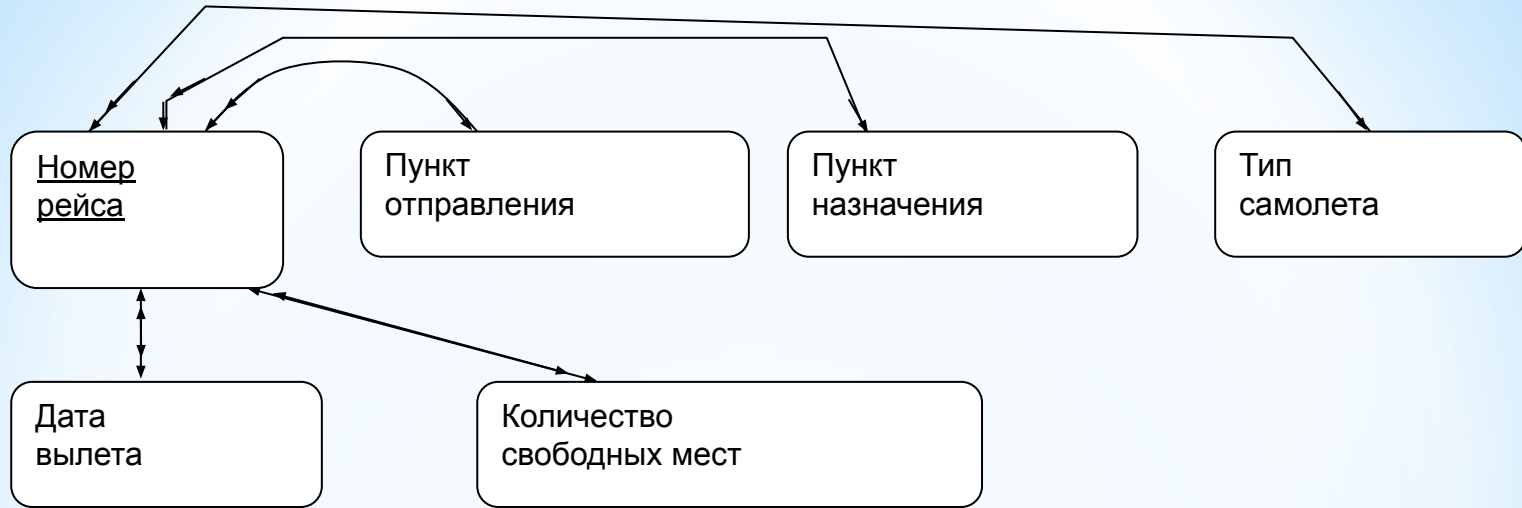 Номер
рейса
Пункт
отправления
Пункт
назначения
Тип
самолета
Дата
вылета
Количество
свободных мест